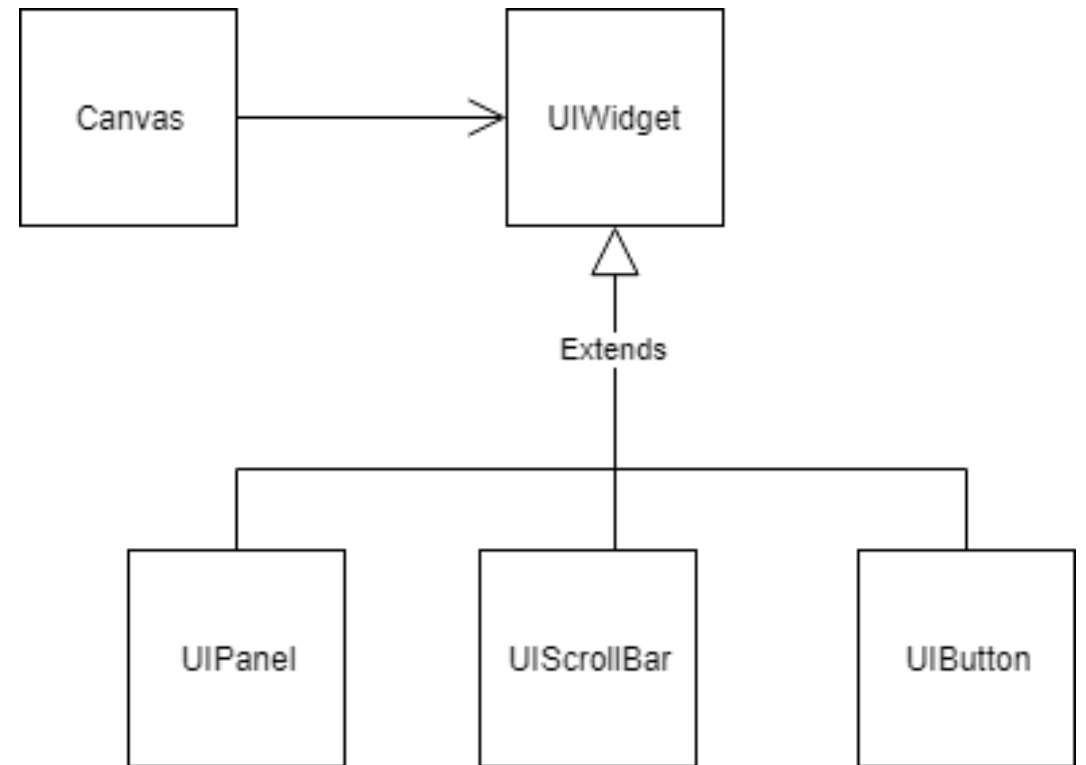 Canvas
UIWidget
Extends
UIPanel
UIScrollBar
UIButton